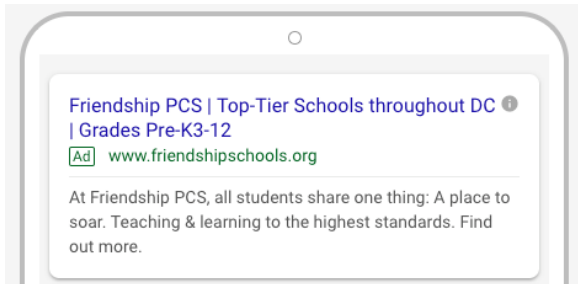 Friendship PCS | Top-Tier Schools throughout DC
| Grades Pre-K3-12
Ad www.friendshipschools.org
At Friendship PCS, all students share one thing: A place to
soar. Teaching & learning to the highest standards. Find
out more.